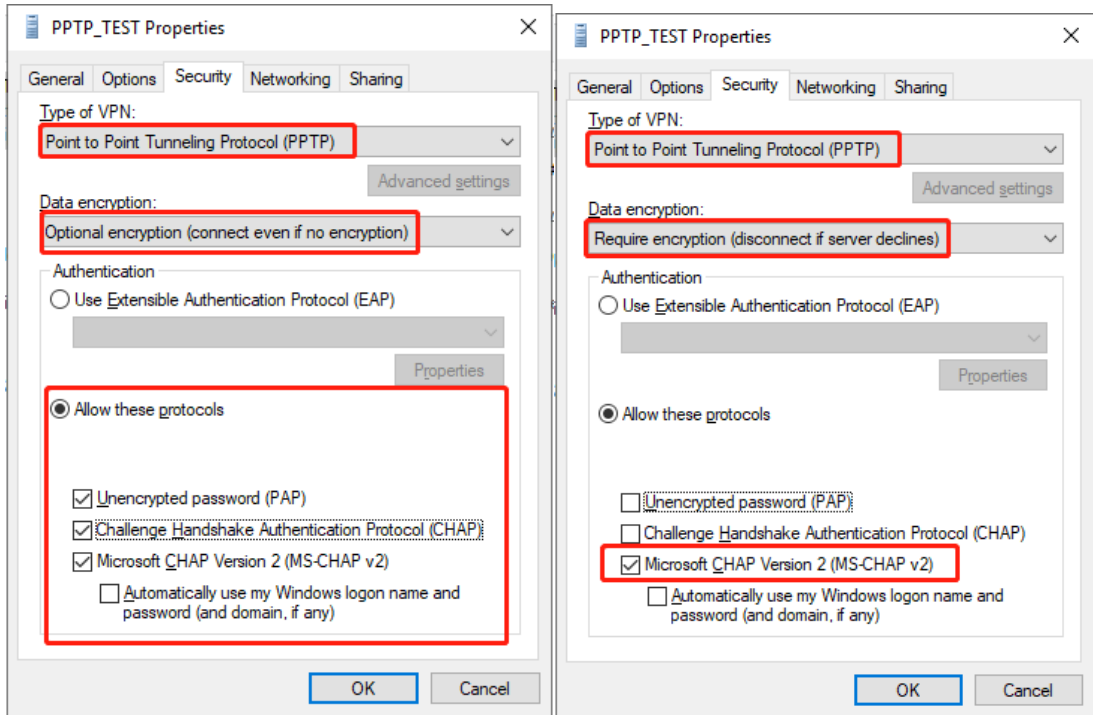 PPTP_TEST Properties
General Options Security Networking Sharing
Type of VPN:
Point to Point Tunneling Protocol (PPTP)
Advanced settings
Data encryption:
Optional encryption (connect even if no encryption)
Authentication
Use Extensible Authentication Protocol (EAP)
Properties
Allow these protocols
Unencrypted password (PAP)
Challenge Handshake Authentication Protocol (CHAP)
Microsoft CHAP Version 2 (MS-CHAP v2)
Automatically use my Windows logon name and
password (and domain, if any)
OK Cancel
PPTP_TEST Properties
General Options Security Networking Sharing
Type of VPN:
Point to Point Tunneling Protocol (PPTP)
Advanced settings
Data encryption:
Require encryption (disconnect if server declines)
Authentication
Use Extensible Authentication Protocol (EAP)
Properties
Allow these protocols
Unencrypted password (PAP)
Challenge Handshake Authentication Protocol (CHAP)
Microsoft CHAP Version 2 (MS-CHAP v2)
Automatically use my Windows logon name and
password (and domain, if any)
OK Cancel